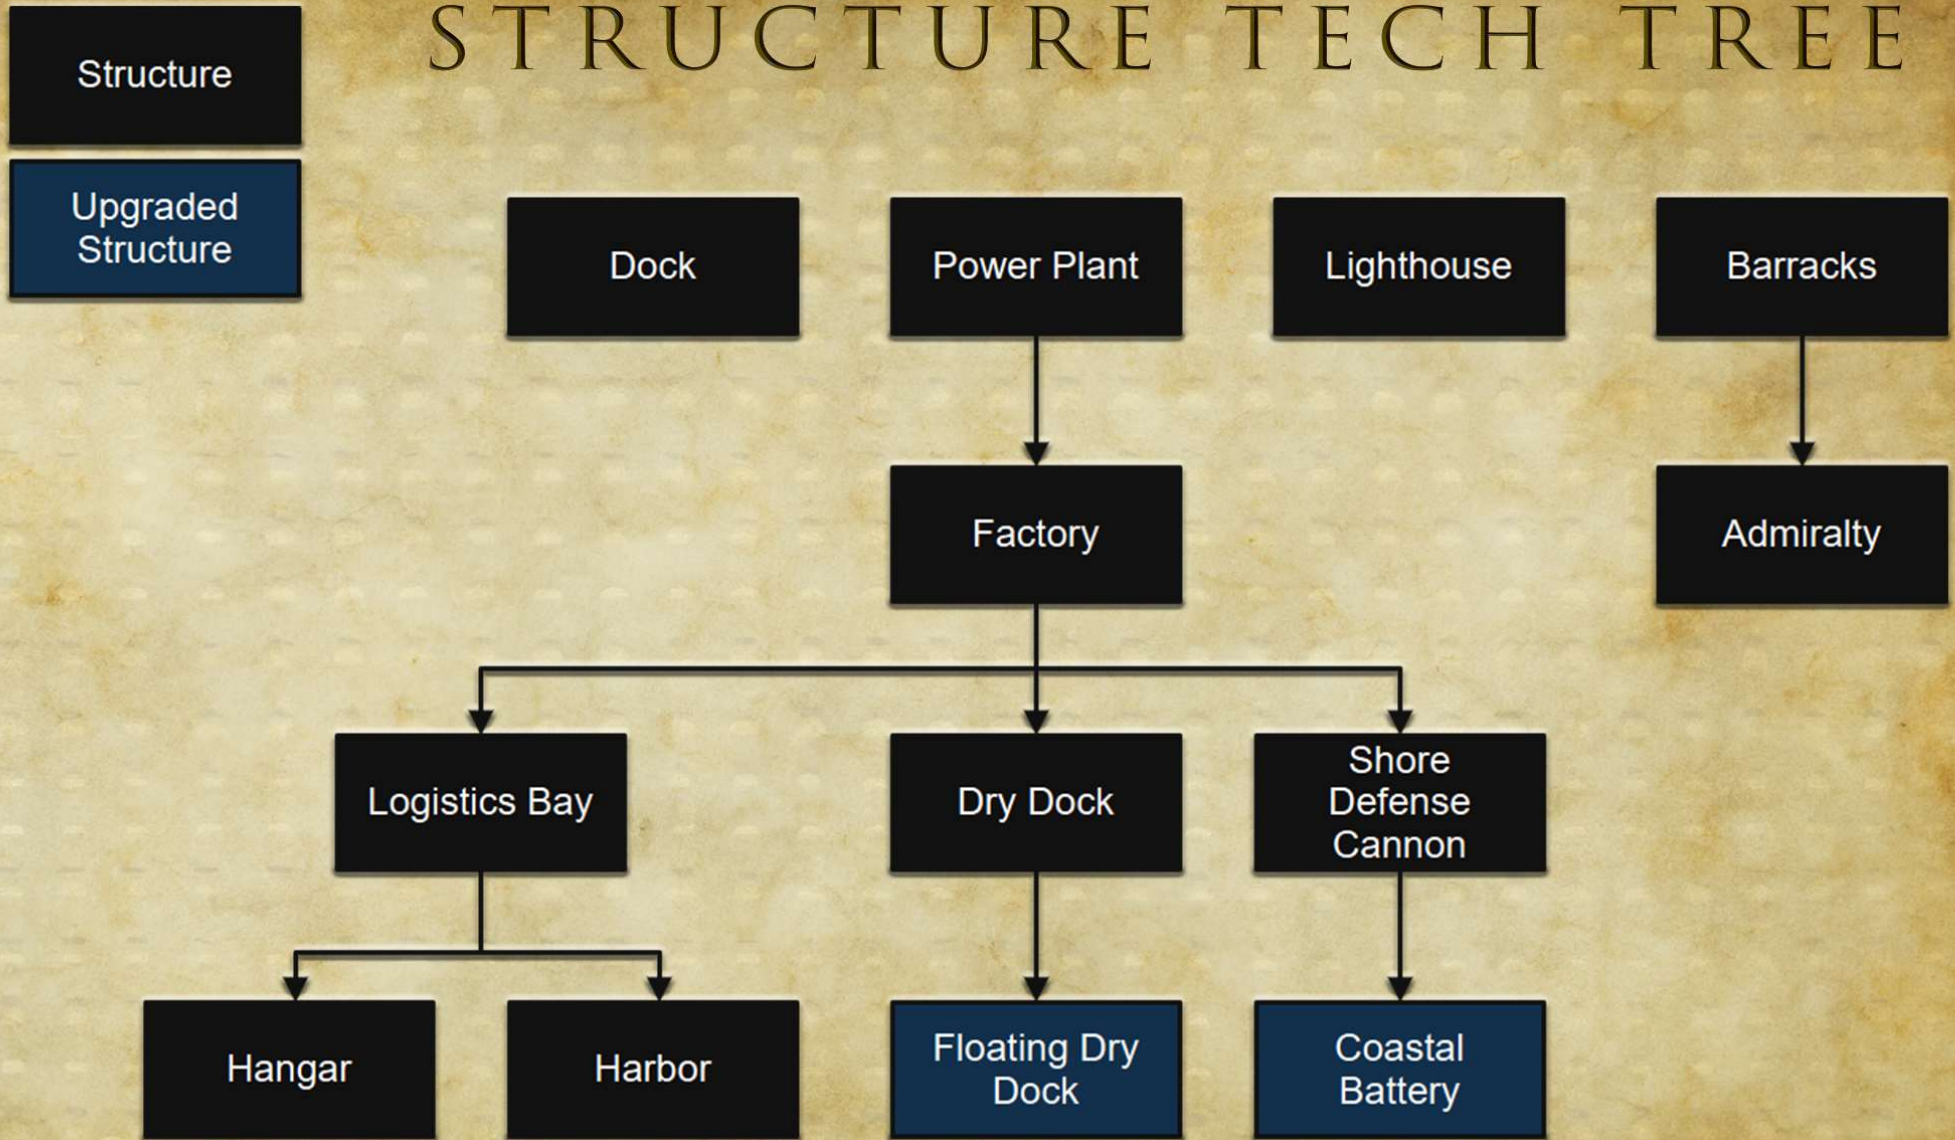 STRUCTURE TECH TREE
Structure
Upgraded
Structure
Dock
Power Plant
Lighthouse
Barracks
Factory
Admiralty
Logistics Bay
Dry Dock
Shore
Defense
Cannon
Hangar
Harbor
Floating Dry
Dock
Coastal
Battery